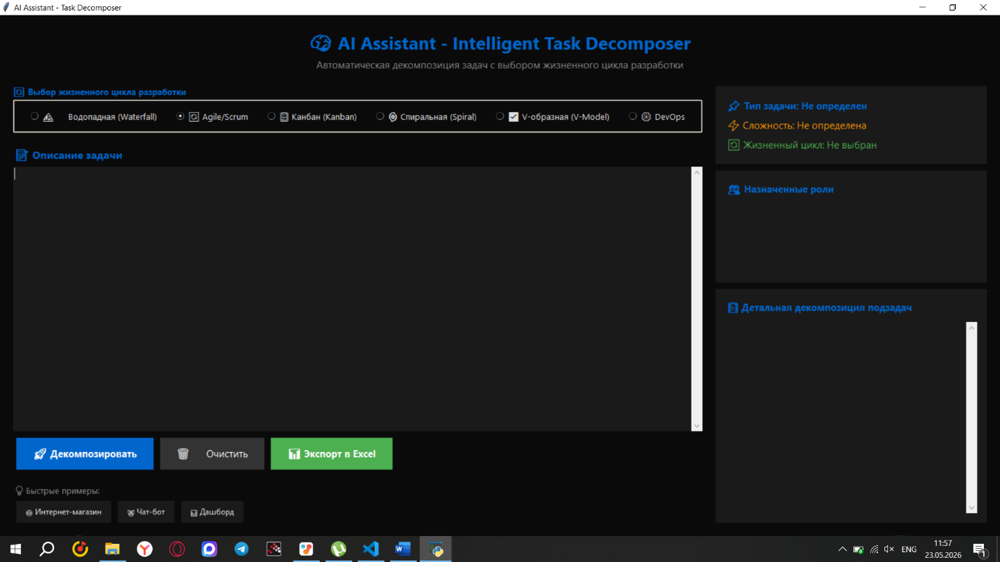 AI Assistant - Task Decomposer
AI Assistant - Intelligent Task Decomposer
Автоматическая декомпозиция задач с выбором жизненного цикла разработки
Выбор жизненного цикла разработки
Водопадная (Waterfall) Agile/Scrum Канбан (Kanban) Спиральная (Spiral) V-образная (V-Model) DevOps
Описание задачи
Декомпозировать Очистить Экспорт в Excel
Быстрые примеры:
Интернет-магазин Чат-бот Дашборд
Тип задачи: Не определен
Сложность: Не определена
Жизненный цикл: Не выбран
Назначенные роли
Детальная декомпозиция подзадач
ENG
11:57
23.05.2026
1